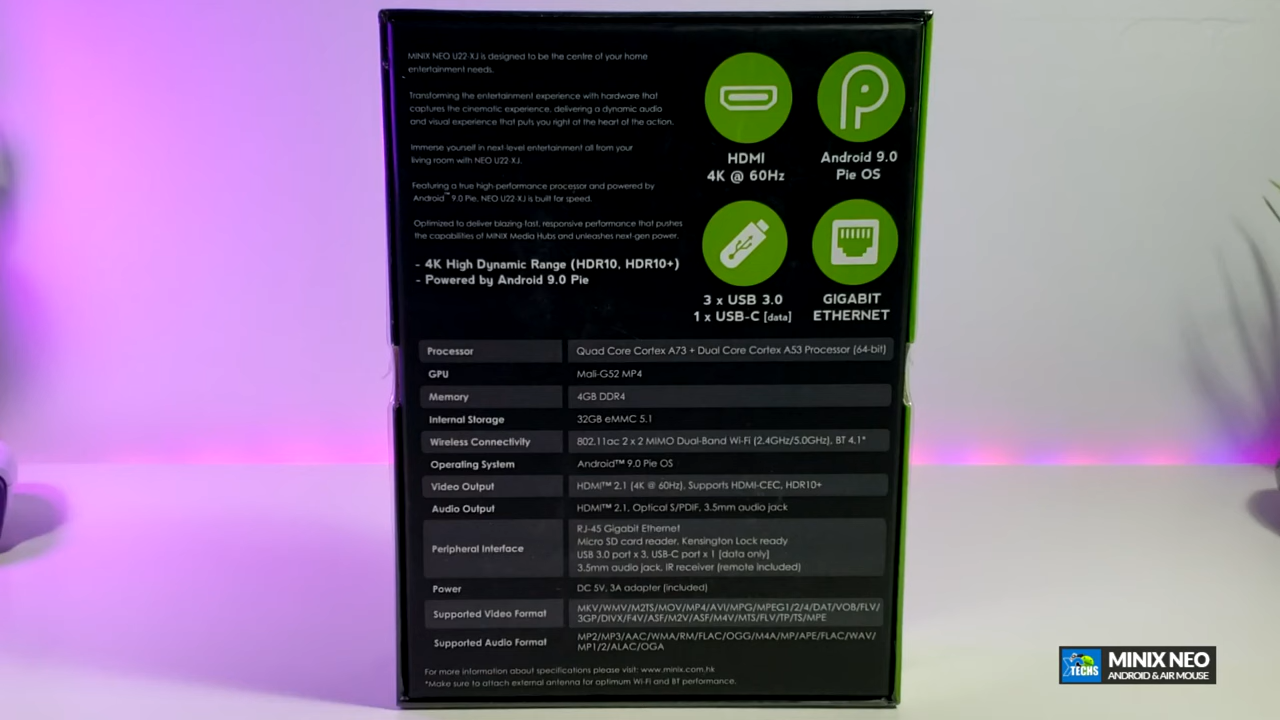 MINIX NEO U22-XJ is designed to be the centre of your home
entertainment needs.
Transforming the entertainment experience with hardware that
captures the cinematic experience, delivering a dynamic audio
and visual experience that puts you right at the heart of the action.
Immerse yourself in next-level entertainment all from your
living room with NEO U22-XJ.
Featuring a true high-performance processor and powered by
Android™ 9.0 Pie, NEO U22-XJ is built for speed.
Optimized to deliver blazing fast, responsive performance that pushes
the capabilities of MINIX Media Hubs and unleashes next-gen power.
- 4K High Dynamic Range (HDR10, HDR10+)
- Powered by Android 9.0 Pie
HDMI
4K @ 60Hz
Android 9.0
Pie OS
3 x USB 3.0
1 x USB-C [data]
GIGABIT
ETHERNET
Processor Quad Core Cortex A73 + Dual Core Cortex A53 Processor (64-bit)
GPU Mali-G52 MP4
Memory 4GB DDR4
Internal Storage 32GB eMMC 5.1
Wireless Connectivity 802.11ac 2 x 2 MIMO Dual-Band Wi-Fi (2.4GHz/5.0GHz), BT 4.1*
Operating System Android™ 9.0 Pie OS
Video Output HDMI™ 2.1 (4K @ 60Hz), Supports HDMI-CEC, HDR10+
Audio Output HDMI™ 2.1, Optical S/PDIF, 3.5mm audio jack
Peripheral Interface RJ-45 Gigabit Ethernet
Micro SD card reader, Kensington Lock ready
USB 3.0 port x 3, USB-C port x 1 [data only]
3.5mm audio jack, IR receiver (remote included)
Power DC 5V, 3A adapter (included)
Supported Video Format MKV/WMV/M2TS/MOV/MP4/AVI/MPG/MPEG1/2/4/DAT/VOB/FLV/
3GP/DIVX/F4V/ASF/M2V/ASF/M4V/MTS/FLV/TP/TS/MPE
Supported Audio Format MP2/MP3/AAC/WMA/RM/FLAC/OGG/M4A/MP/APE/FLAC/WAV/
MP1/2/ALAC/OGA
For more information about specifications please visit: www.minix.com.hk
*Make sure to attach external antenna for optimum Wi-Fi and BT performance.
TECHS
MINIX NEO
ANDROID & AIR MOUSE